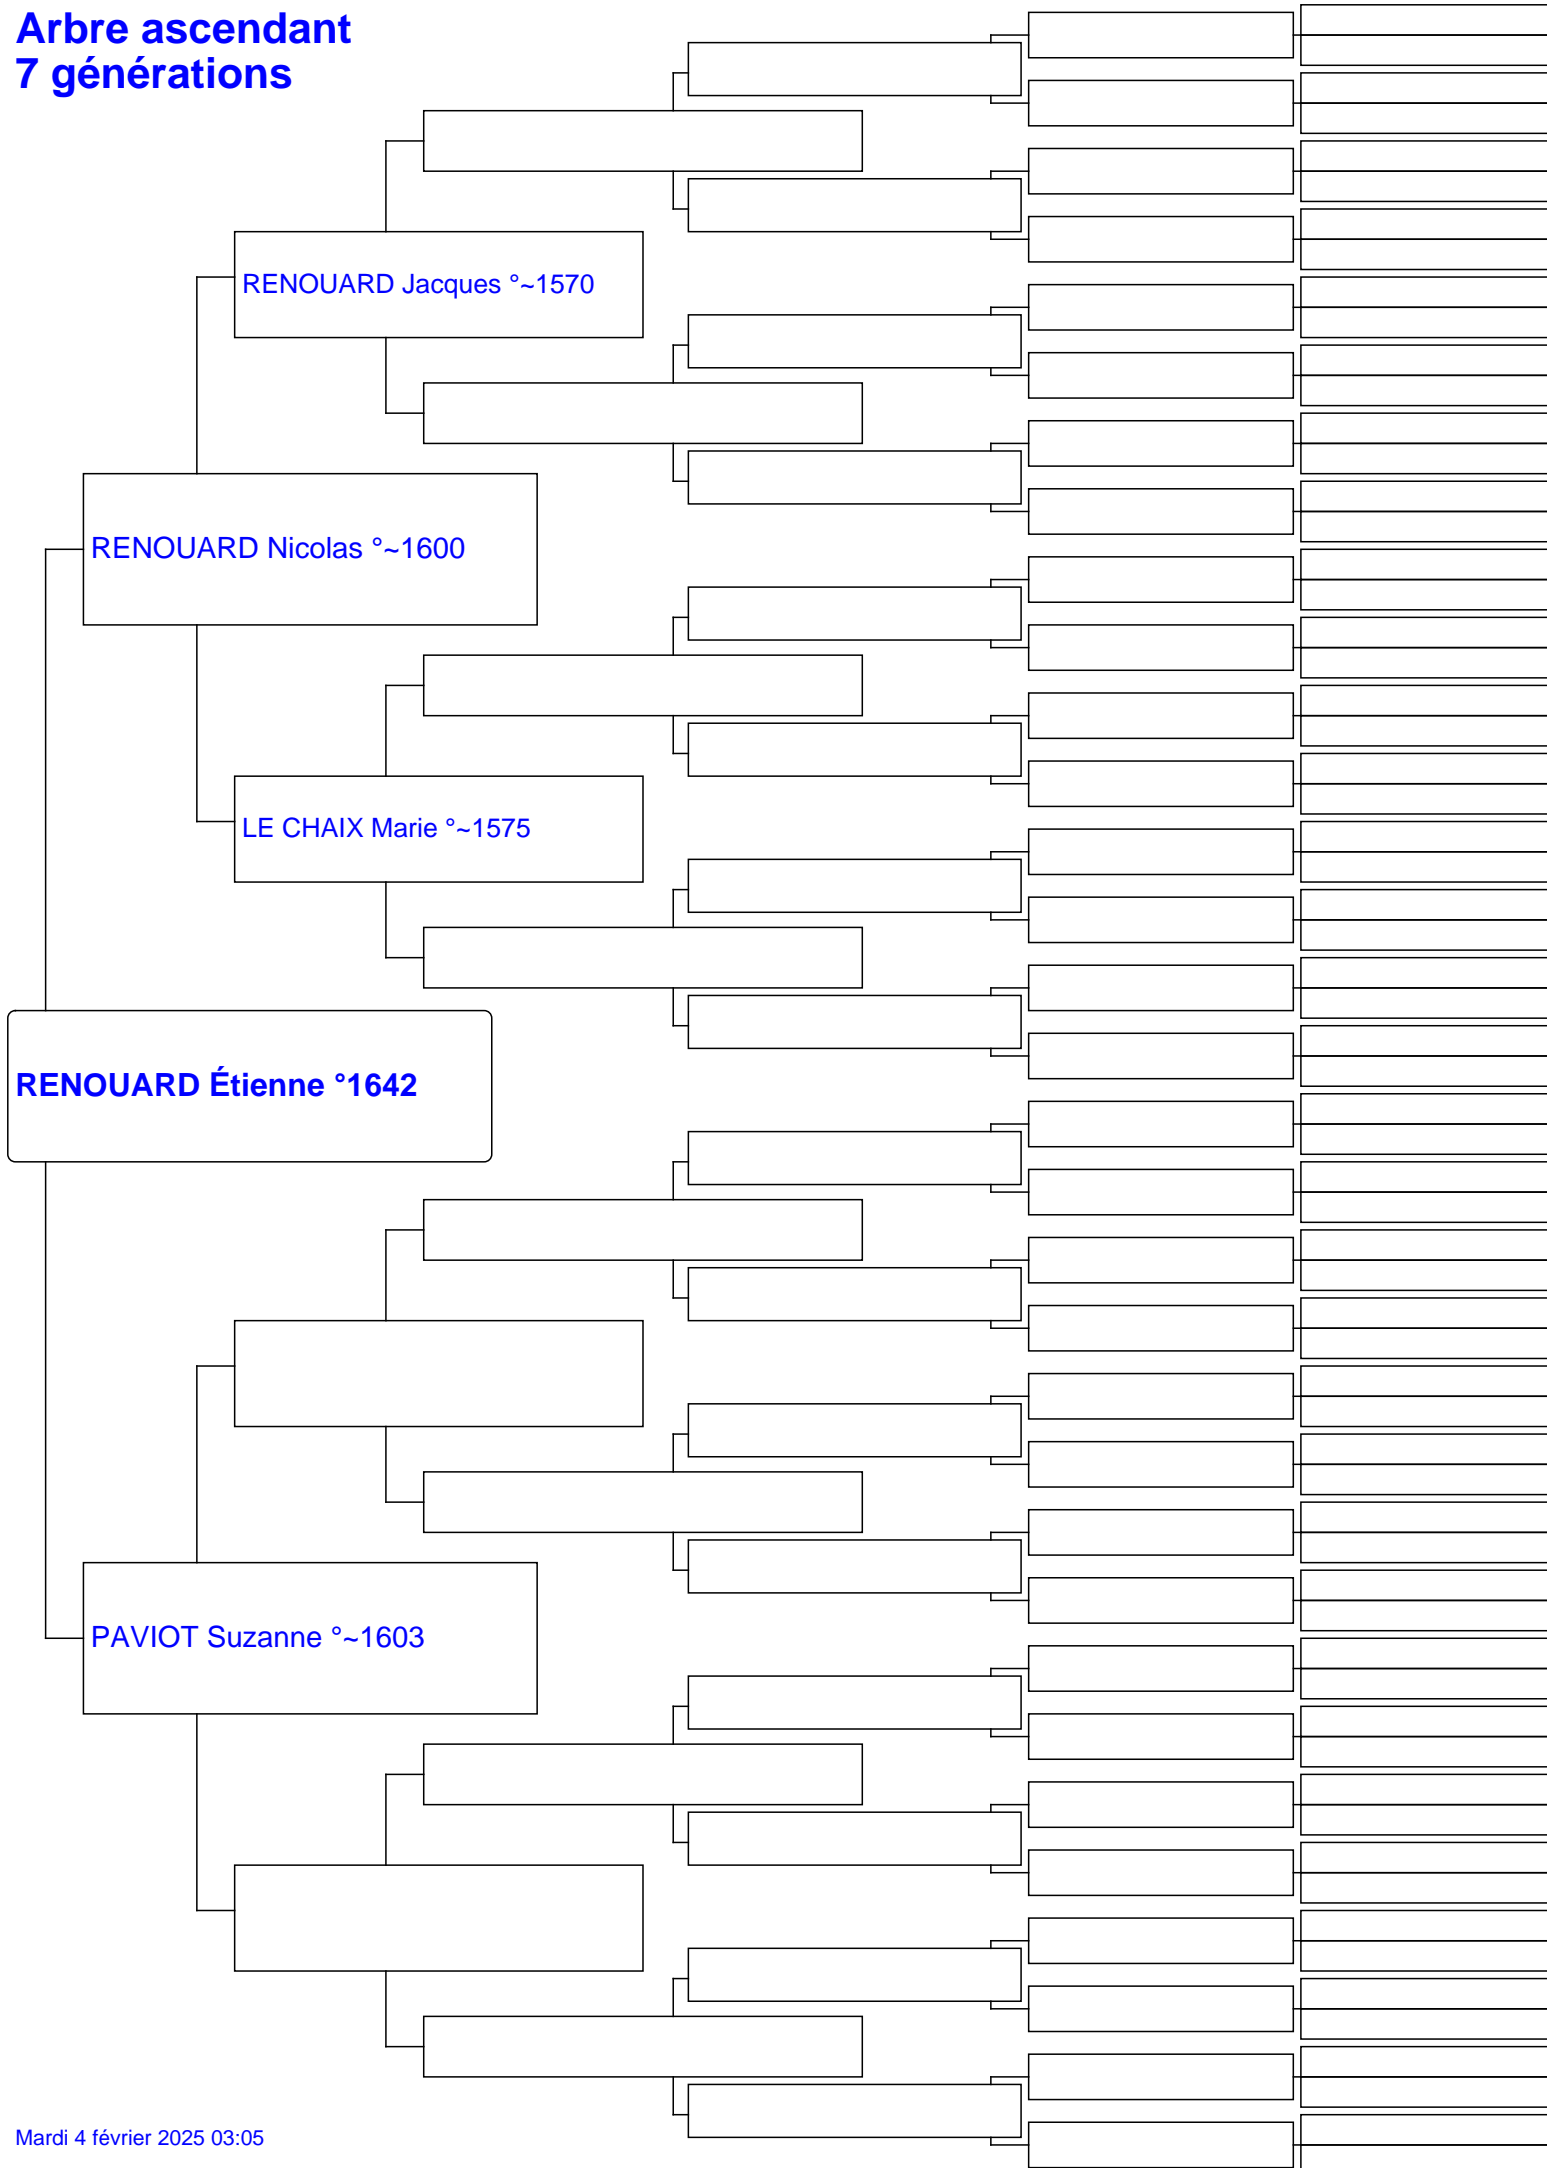 Arbre ascendant
7 générations
RENOUARD Jacques °~1570
RENOUARD Nicolas °~1600
LE CHAIX Marie °~1575
RENOUARD Étienne °1642
PAVIOT Suzanne °~1603
Mardi 4 février 2025 03:05